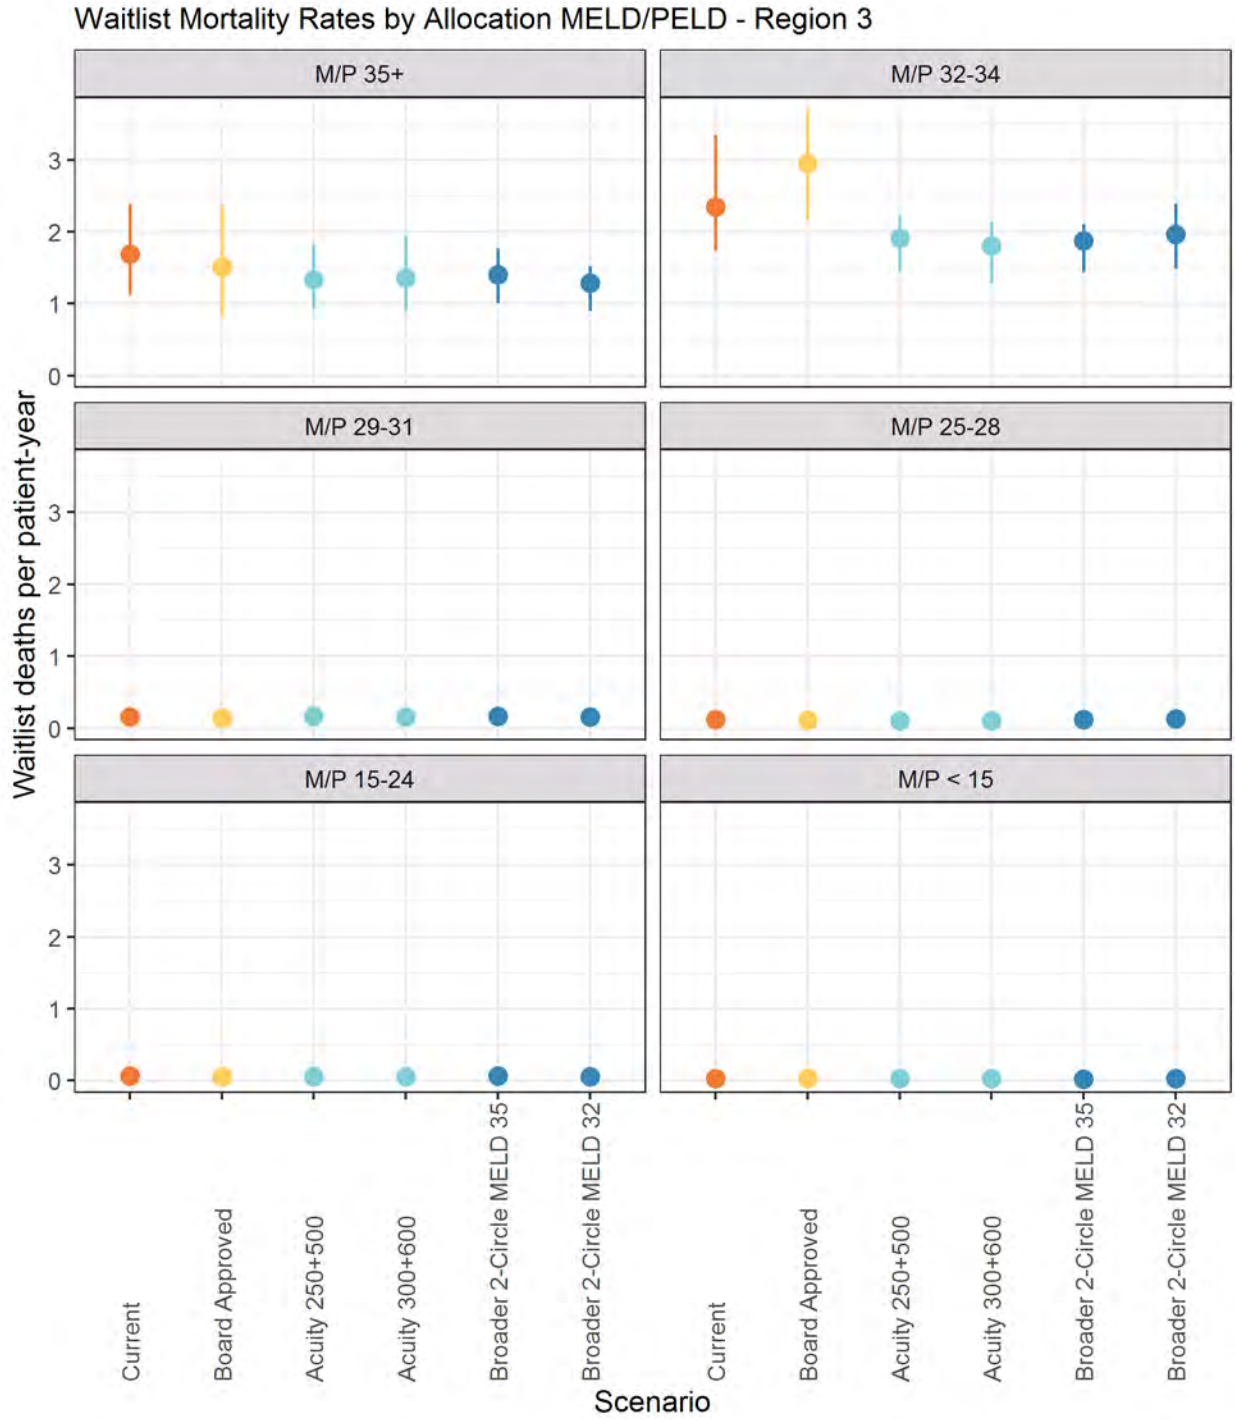 Waitlist Mortality Rates by Allocation MELD/PELD - Region 3
M/P 35+
M/P 32-34
3
2
1
0
M/P 29-31
M/P 25-28
3
2
1
0
M/P 15-24
M/P < 15
3
2
1
0
Waitlist deaths per patient-year
Current
Board Approved
Acuity 250+500
Acuity 300+600
Broader 2-Circle MELD 35
Broader 2-Circle MELD 32
Current
Board Approved
Acuity 250+500
Acuity 300+600
Broader 2-Circle MELD 35
Broader 2-Circle MELD 32
Scenario